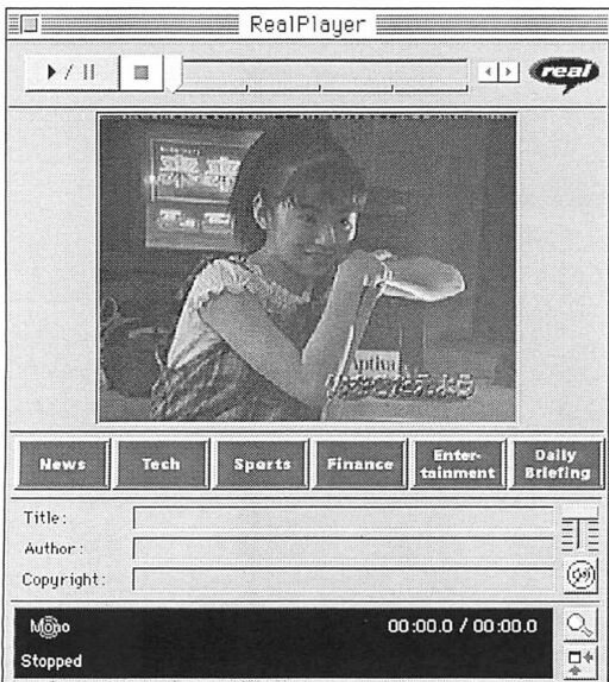 RealPlayer
real
Aptiva
News Tech Sports Finance Enter-tainment Daily Briefing
Title:
Author:
Copyright:
Mono 00:00.0 / 00:00.0
Stopped